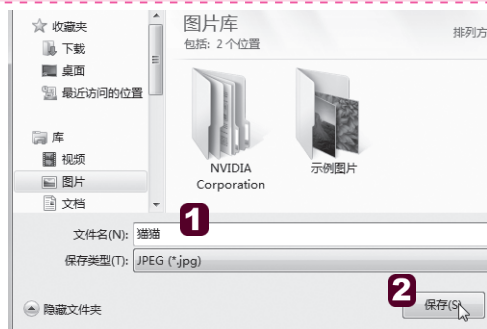 收藏夹
下载
桌面
最近访问的位置
库
视频
图片
文档
图片库
包括: 2 个位置
排列方
NVIDIA
Corporation
示例图片
1
文件名(N): 猫猫
保存类型(T): JPEG (*.jpg)
2
隐藏文件夹
保存(S)